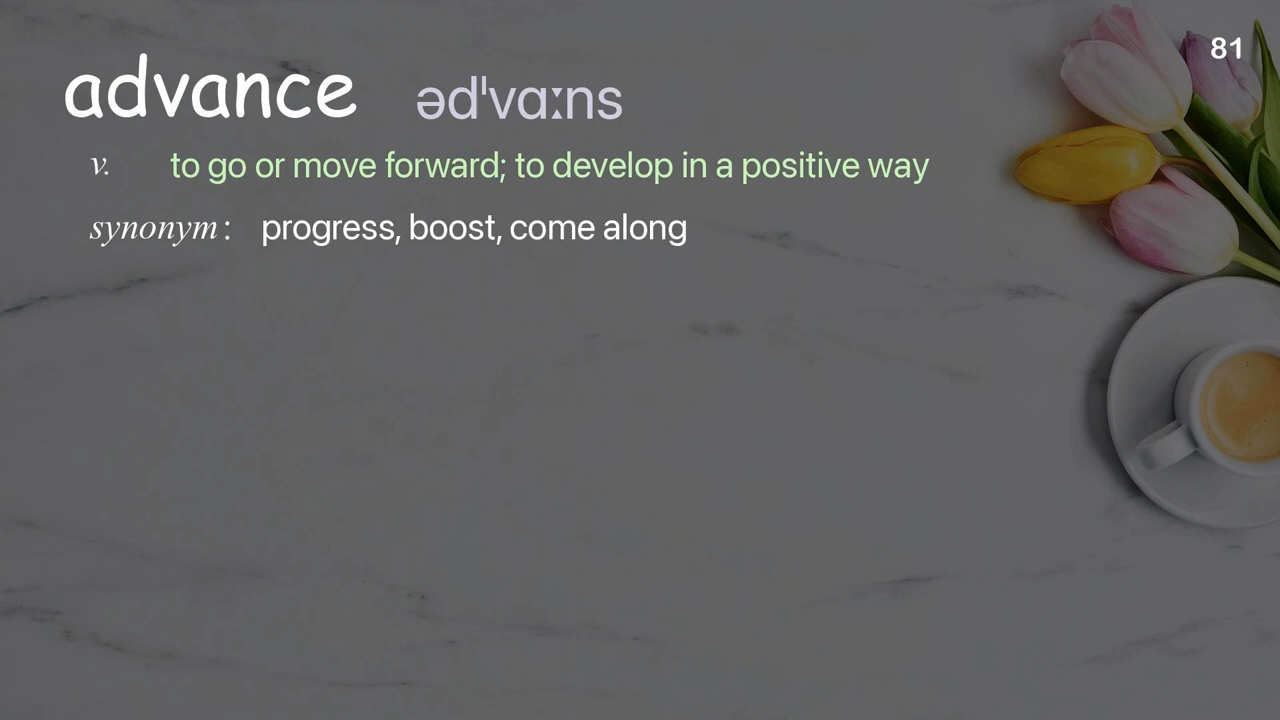 81
advance ədˈvɑːns
v. to go or move forward; to develop in a positive way
synonym: progress, boost, come along